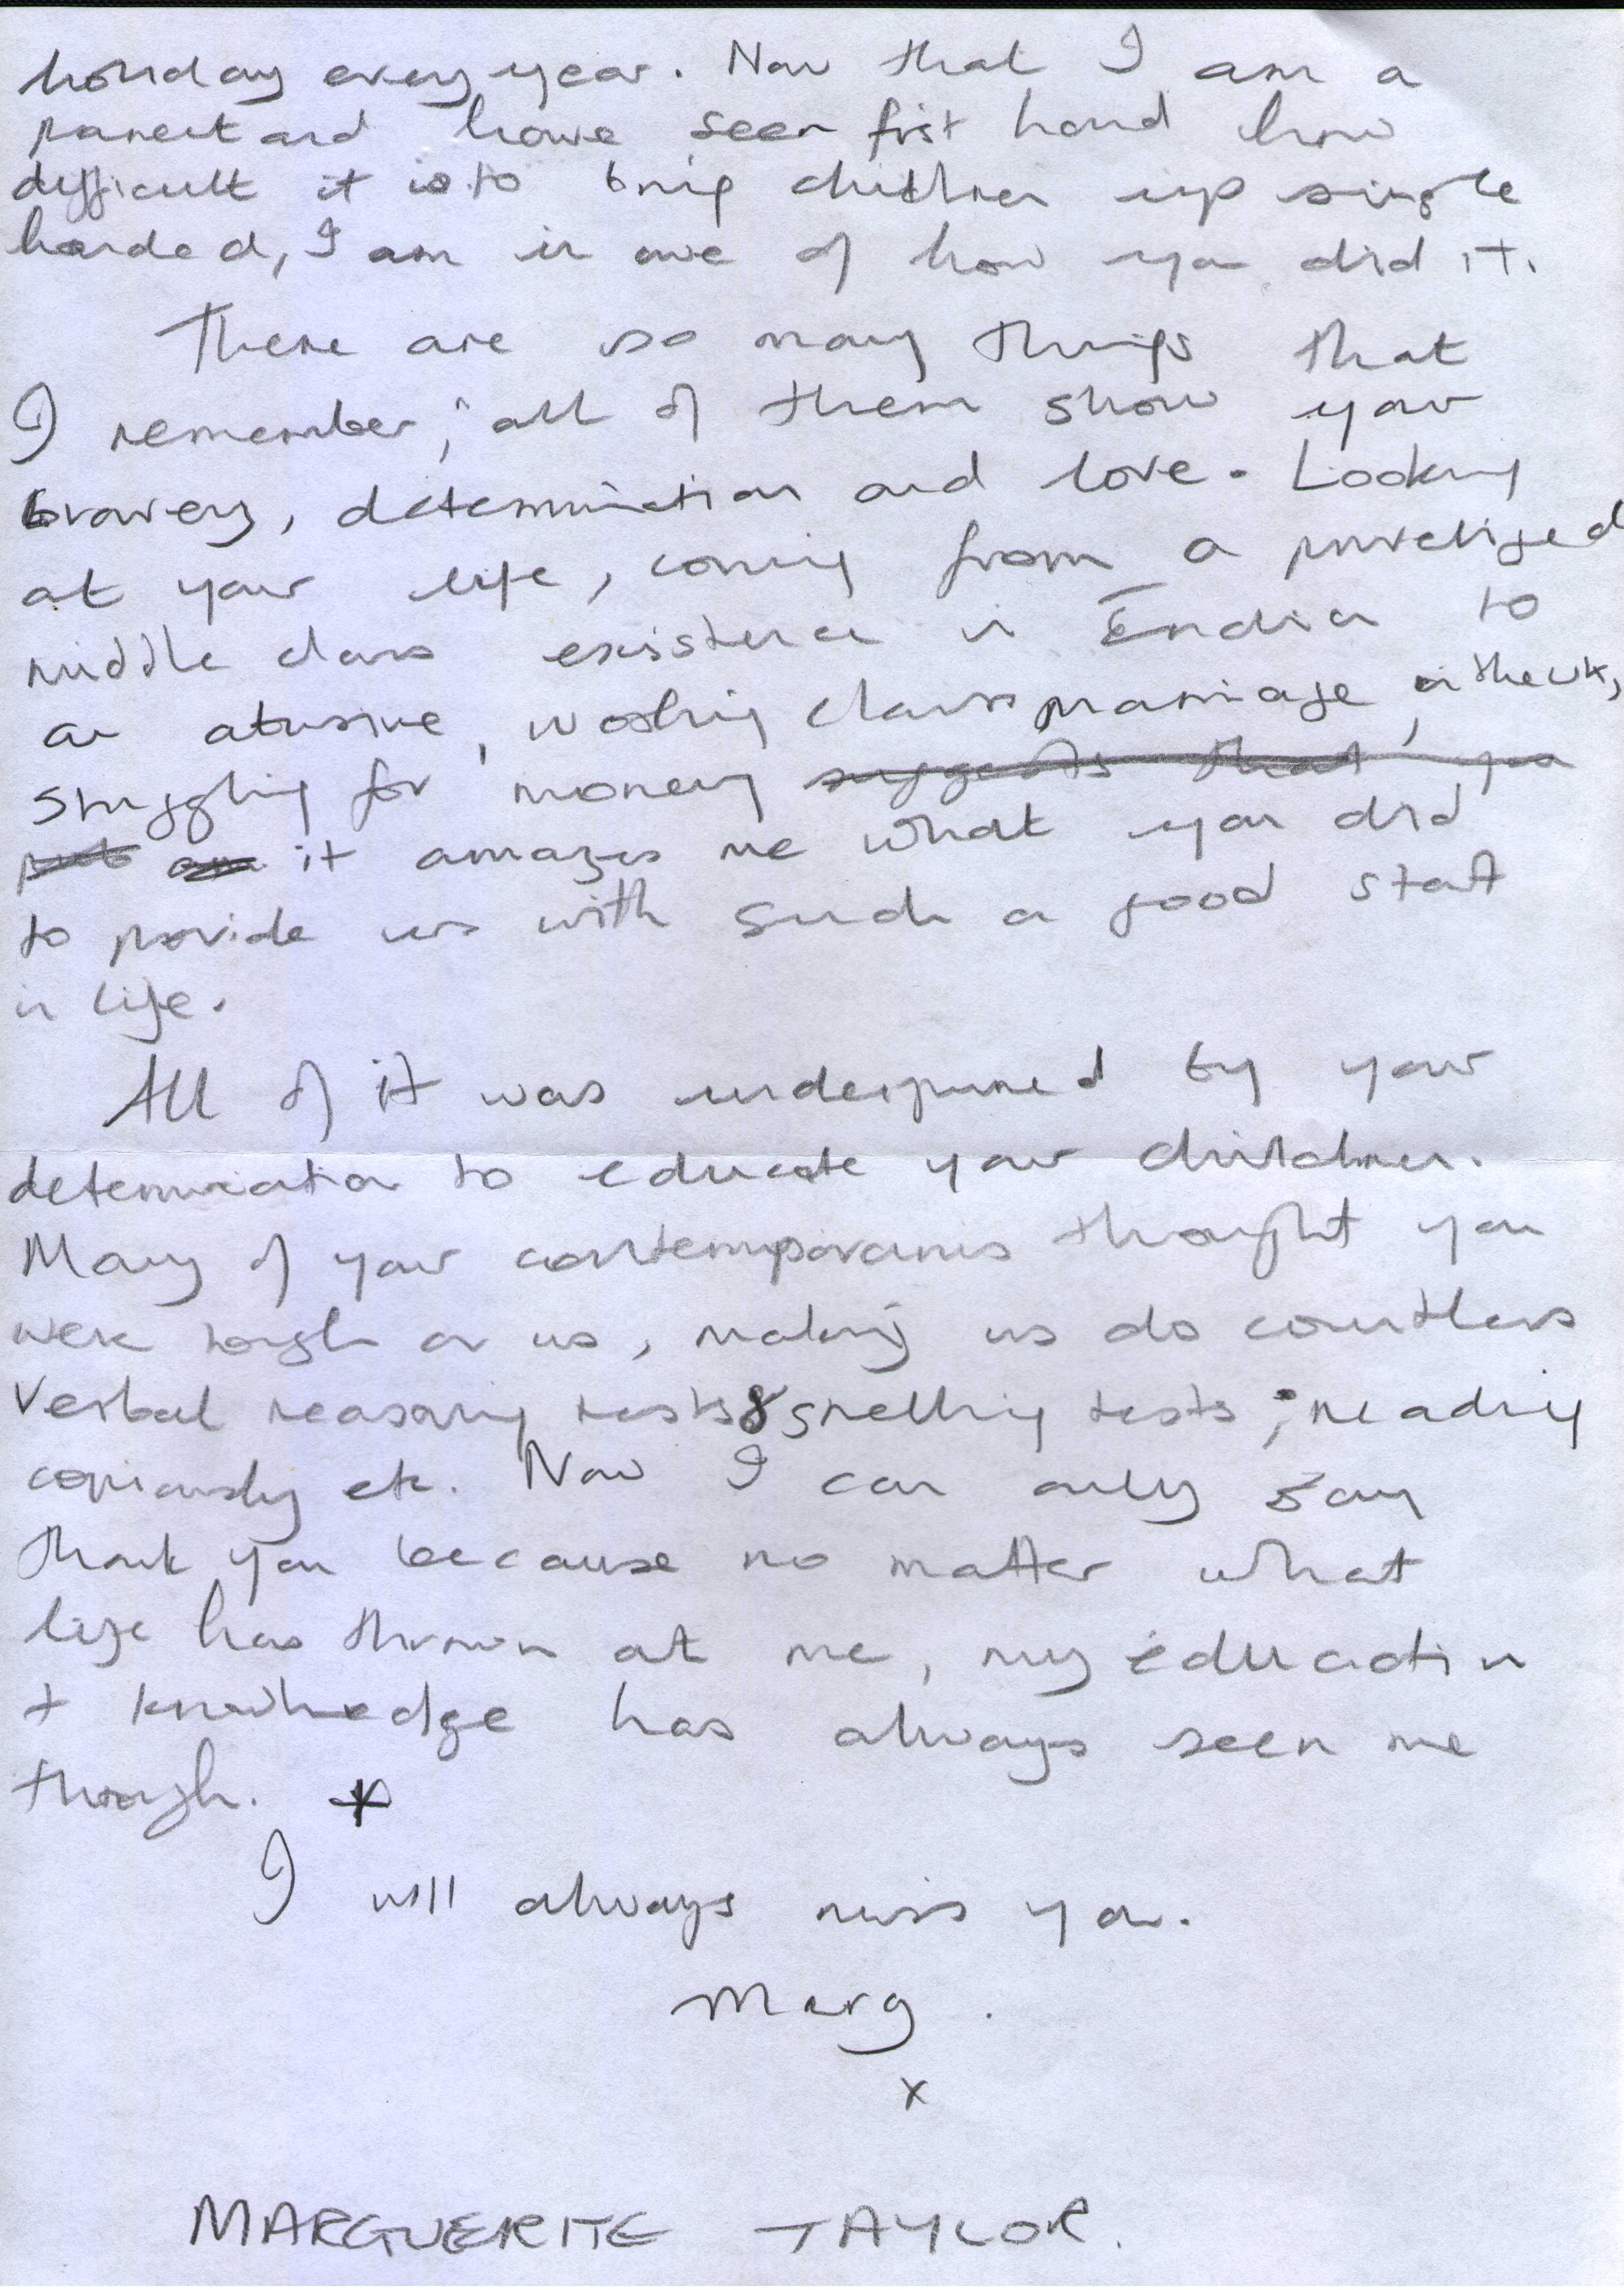 holiday every year. Now that I am a
parent and have seen first hand how
difficult it is to bring children up single
handed, I am in awe of how you did it.
There are so many things that
I remember; all of them show your
bravery, determination and love. Looking
at your life, coming from a privelized
middle class existence in India to
an abusive, working class marriage, in the UK,
struggling for money suggests that you
put an it amazes me what you did
to provide us with such a good start
in life.
All of it was underpinned by your
determination to educate your children.
Many of your contemporaries thought you
were tough on us, making us do countless
Verbal reasoning tests & spelling tests; reading
copiously etc. Now I can only say
thank you because no matter what
life has thrown at me, my education
+ knowledge has always seen me
through. *
I will always miss you.
Marg.
x
MARGUERITE TAYLOR.